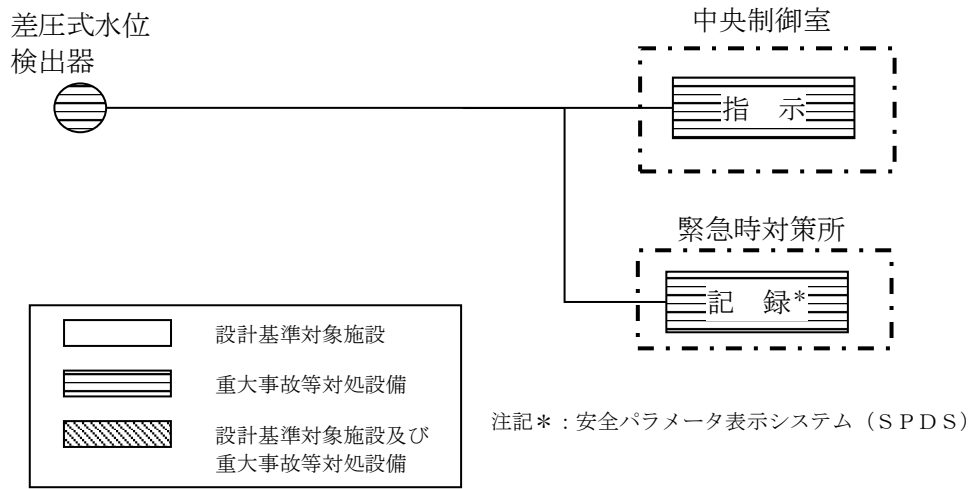 差圧式水位
検出器
中央制御室
指　示
緊急時対策所
記　録*
設計基準対象施設
重大事故等対処設備
設計基準対象施設及び
重大事故等対処設備
注記＊：安全パラメータ表示システム（ＳＰＤＳ）